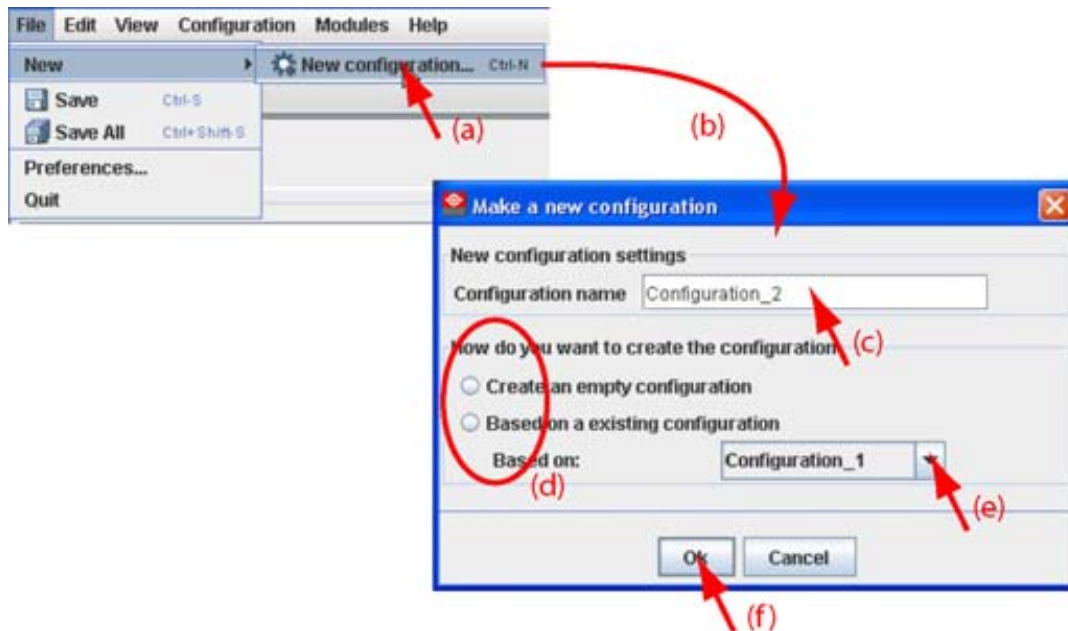 File Edit View Configuration Modules Help
New New configuration... Ctrl-N
Save Ctrl-S
(a)
(b)
Save All Ctrl+Shift-S
Preferences...
Quit
Make a new configuration
New configuration settings
Configuration name Configuration_2
(c)
How do you want to create the configuration
Create an empty configuration
Based on a existing configuration
Based on: Configuration_1
(d)
(e)
Ok Cancel
(f)